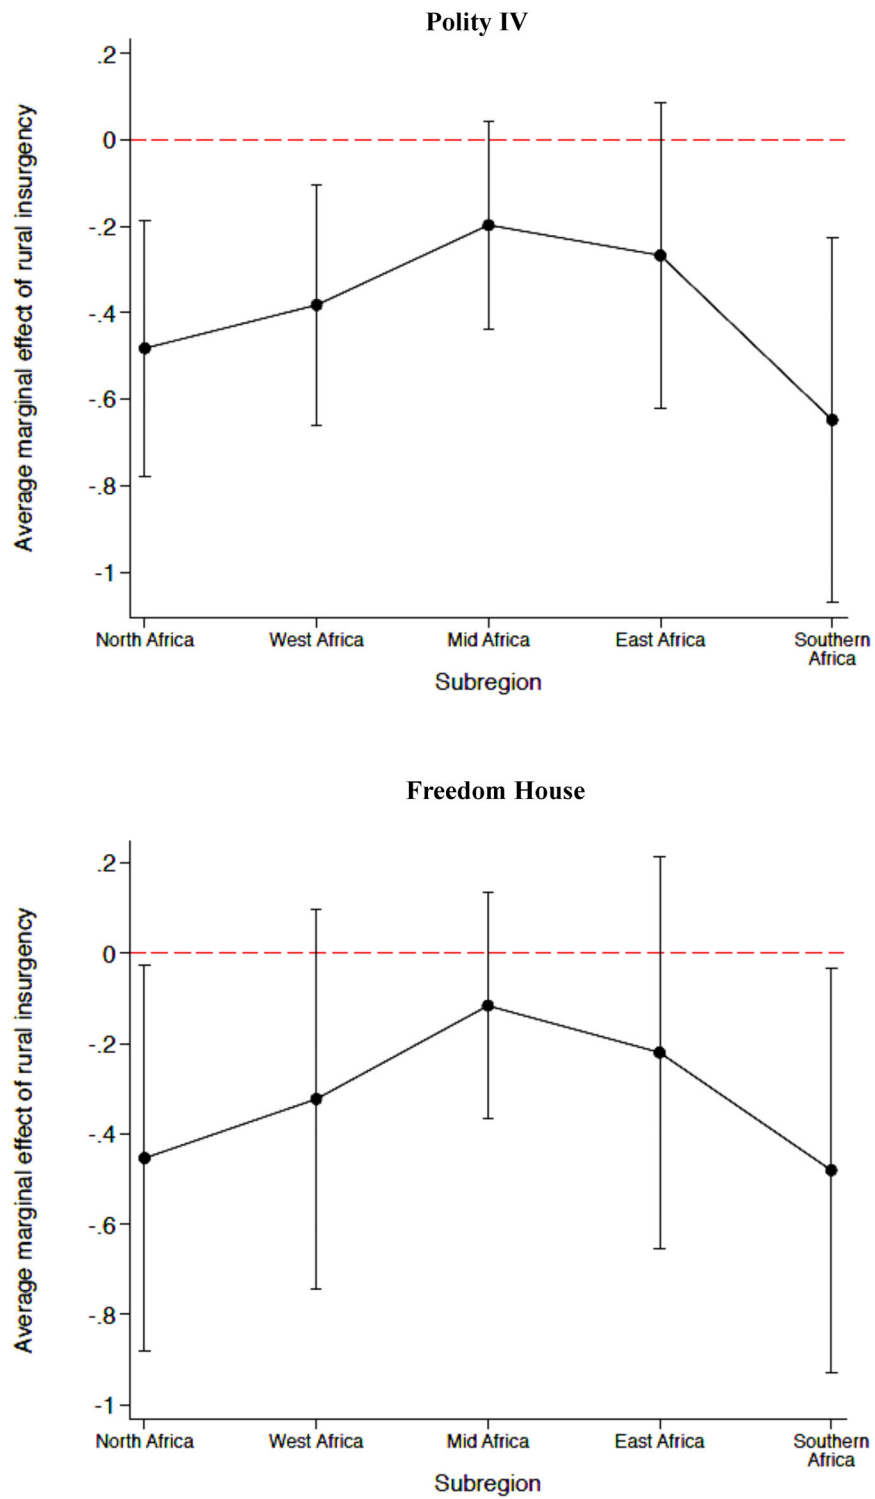 Polity IV
Average marginal effect of rural insurgency
.2
0
-.2
-.4
-.6
-.8
-1
North Africa
West Africa
Mid Africa
East Africa
Southern
Africa
Subregion
Freedom House
Average marginal effect of rural insurgency
.2
0
-.2
-.4
-.6
-.8
-1
North Africa
West Africa
Mid Africa
East Africa
Southern
Africa
Subregion